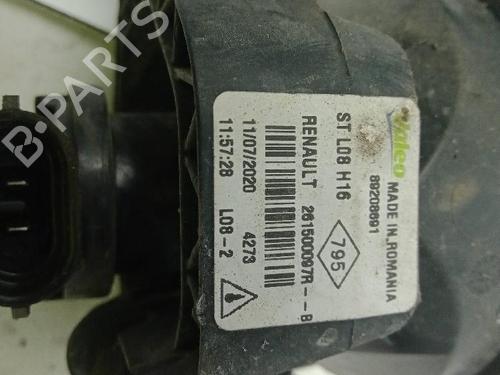 Valeo
MADE IN ROMANIA
89208691
ST L08 H16
795
RENAULT 261500097R--B
11/07/2020 4273
11:57:28 L08-2
B-PARTS